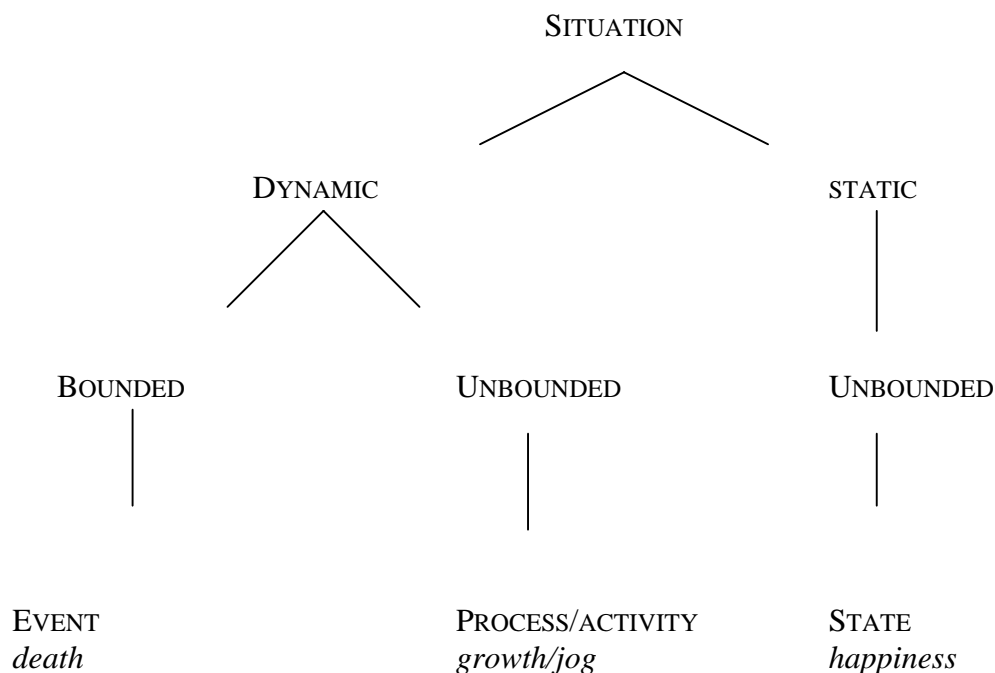 SITUATION
DYNAMIC STATIC
BOUNDED UNBOUNDED UNBOUNDED
EVENT PROCESS/ACTIVITY STATE
death growth/jog happiness